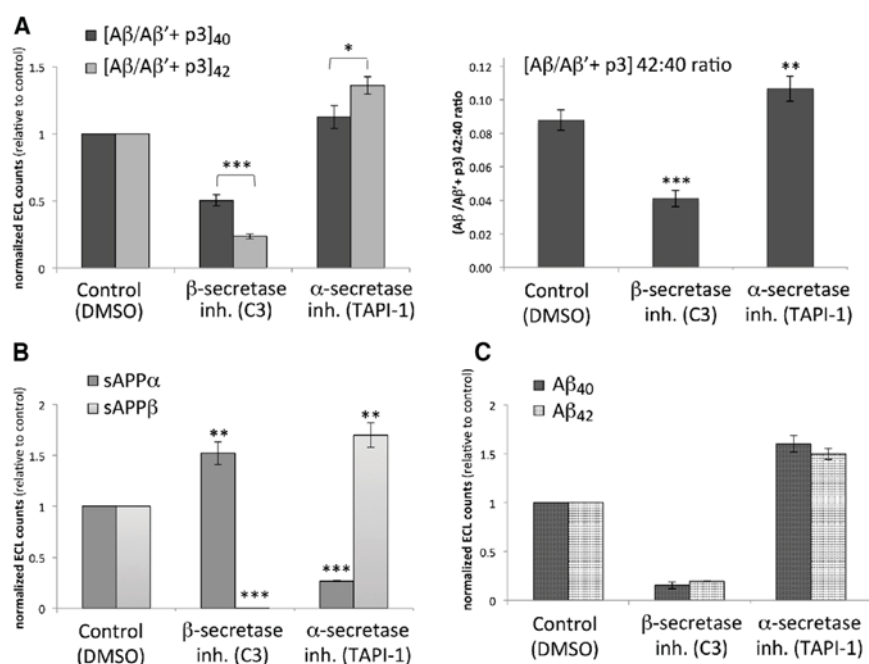 A
[Aβ/Aβ'+ p3]40
[Aβ/Aβ'+ p3]42
normailzed ECL counts (relative to control)
1.5
1
0.5
0
***
*
Control
(DMSO)
β-secretase
inh. (C3)
α-secretase
inh. (TAPI-1)
[Aβ/Aβ'+ p3] 42:40 ratio
(Aβ /Aβ'+ p3) 42:40 ratio
0.12
0.10
0.08
0.06
0.04
0.02
0.00
***
**
Control
(DMSO)
β-secretase
inh. (C3)
α-secretase
inh. (TAPI-1)
B
sAPPα
sAPPβ
normalized ECL counts (relative to control)
2
1.5
1
0.5
0
**
***
***
**
Control
(DMSO)
β-secretase
inh. (C3)
α-secretase
inh. (TAPI-1)
C
Aβ40
Aβ42
normalized ECL counts (relative to control)
2
1.5
1
0.5
0
Control
(DMSO)
β-secretase
inh. (C3)
α-secretase
inh. (TAPI-1)